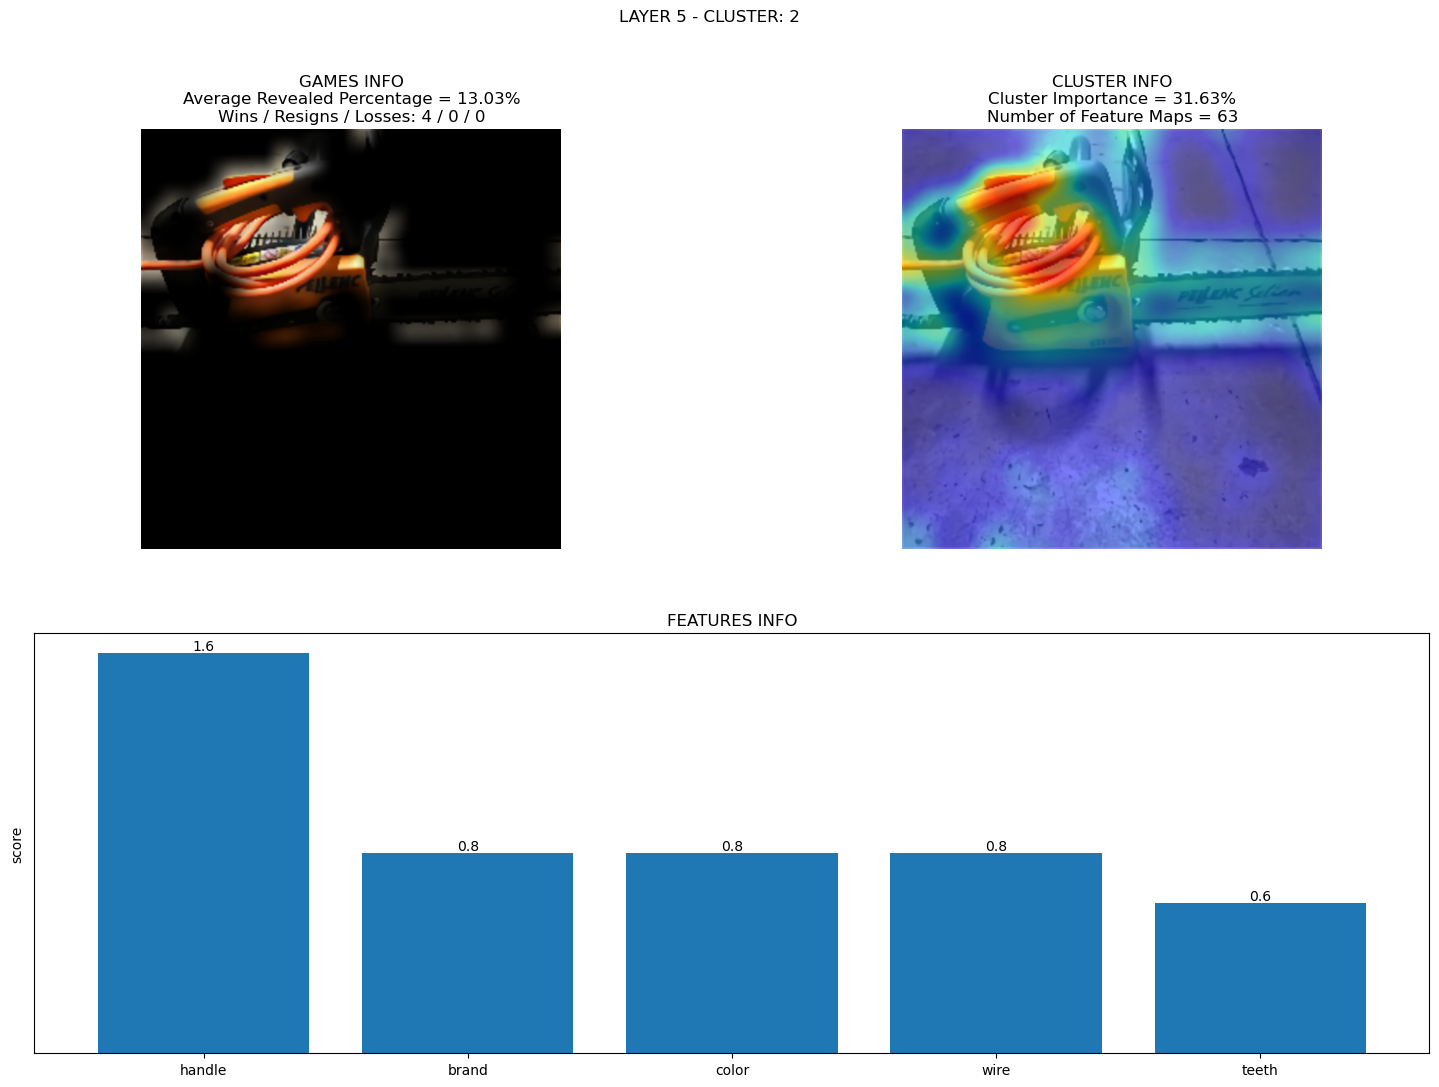 LAYER 5 - CLUSTER: 2
GAMES INFO
Average Revealed Percentage = 13.03%
Wins / Resigns / Losses: 4 / 0 / 0
CLUSTER INFO
Cluster Importance = 31.63%
Number of Feature Maps = 63
PELLENC
PELLENC
PELLENC Selion
FEATURES INFO
score
1.6
0.8
0.8
0.8
0.6
handle
brand
color
wire
teeth